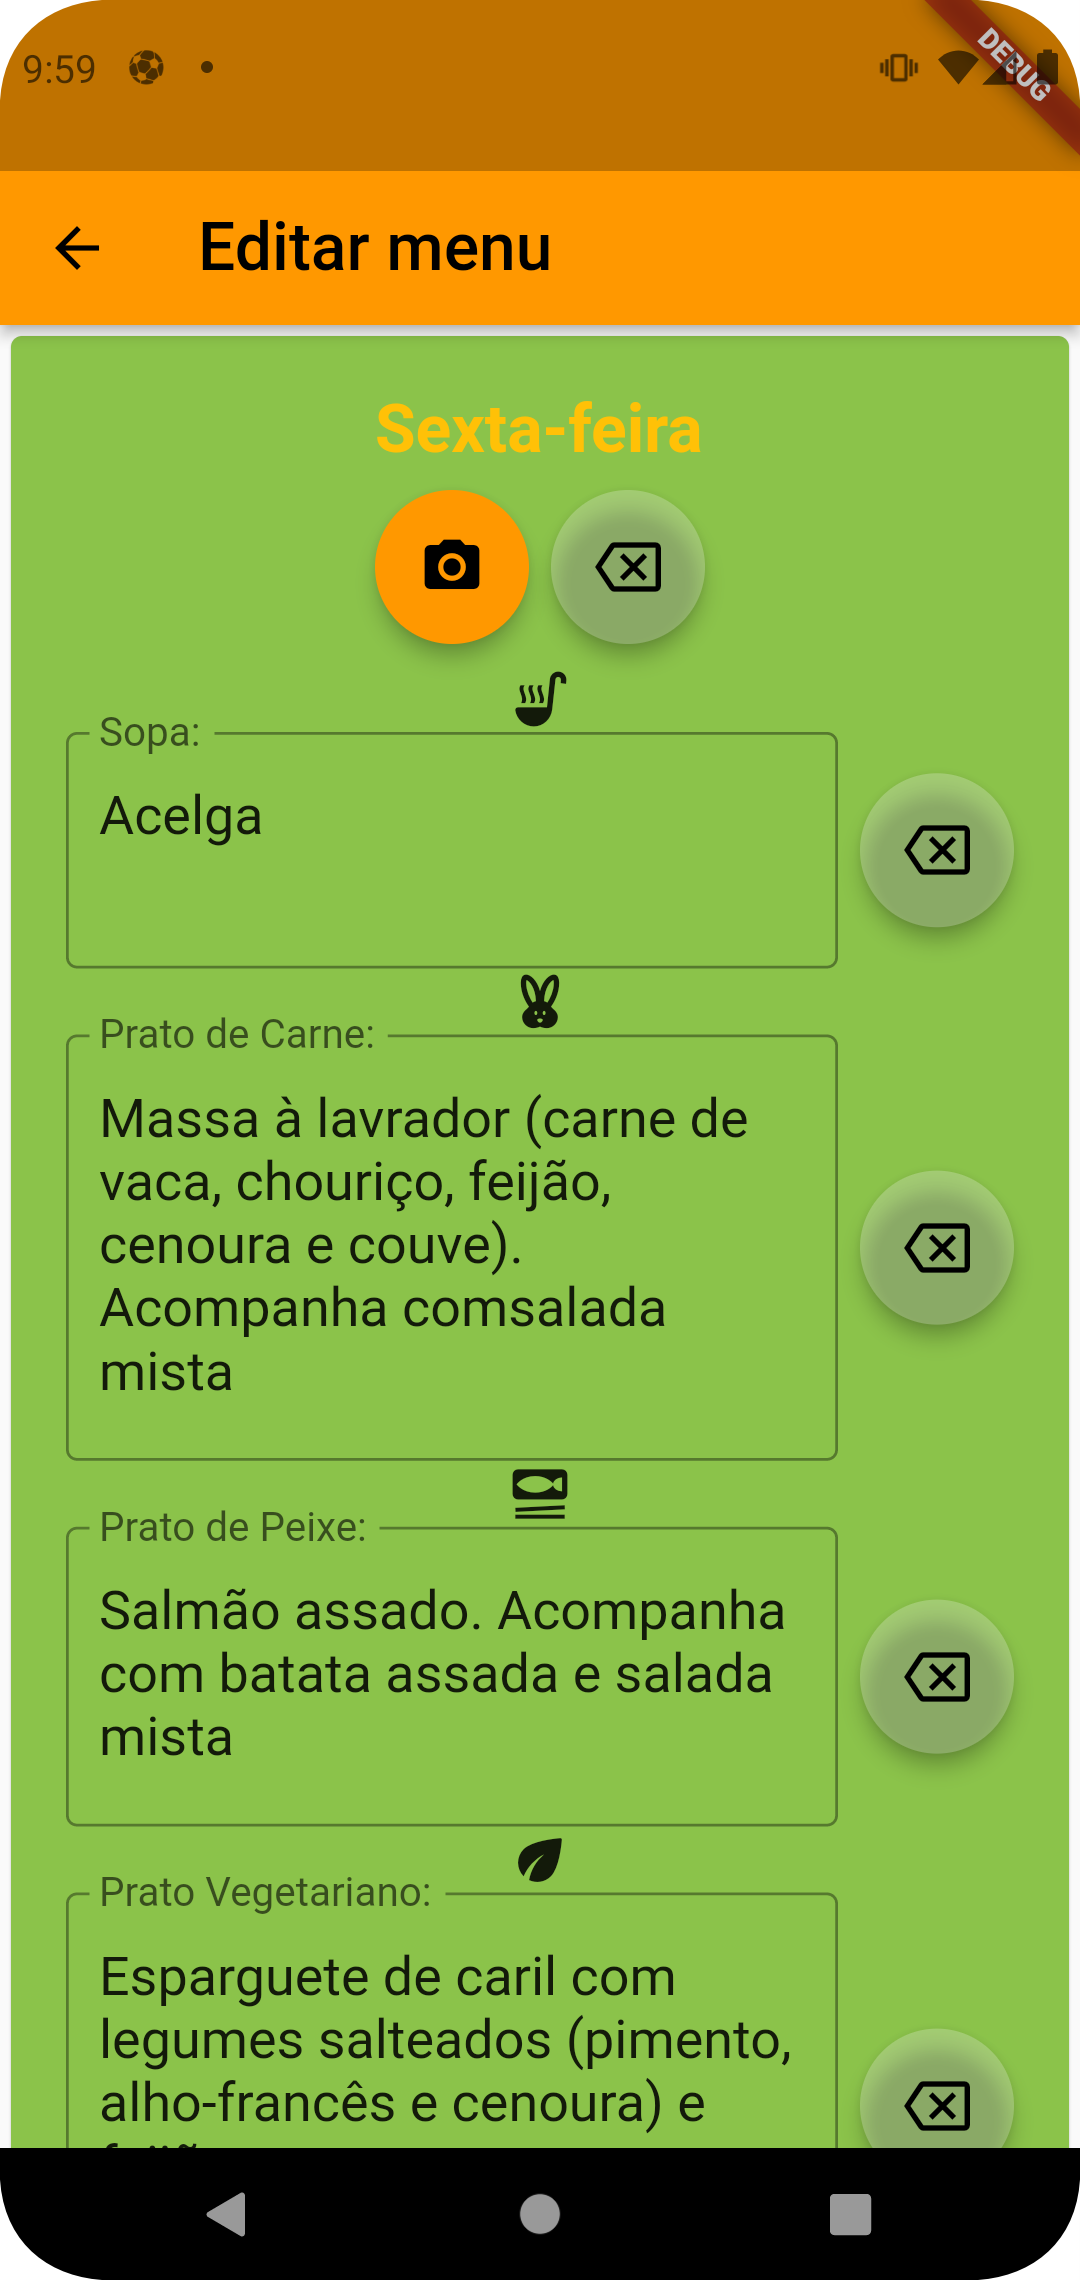 9:59
DEBUG
Editar menu
Sexta-feira
Sopa:
Acelga
Prato de Carne:
Massa à lavrador (carne de
vaca, chouriço, feijão,
cenoura e couve).
Acompanha comsalada
mista
Prato de Peixe:
Salmão assado. Acompanha
com batata assada e salada
mista
Prato Vegetariano:
Esparguete de caril com
legumes salteados (pimento,
alho-francês e cenoura) e